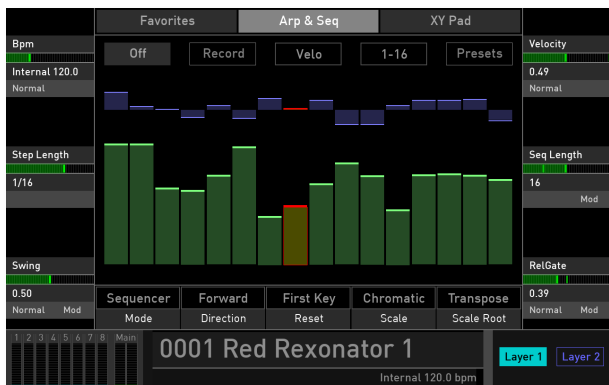 Favorites Arp & Seq XY Pad
Off Record Velo 1-16 Presets
Bpm
Internal 120.0
Normal
Velocity
0.49
Normal
Step Length
1/16
Seq Length
16
Mod
Swing
0.50
Normal Mod
RelGate
0.39
Normal Mod
Sequencer Forward First Key Chromatic Transpose
Mode Direction Reset Scale Scale Root
1 2 3 4 5 6 7 8 Main
0001 Red Rexonator 1
Internal 120.0 bpm
Layer 1 Layer 2